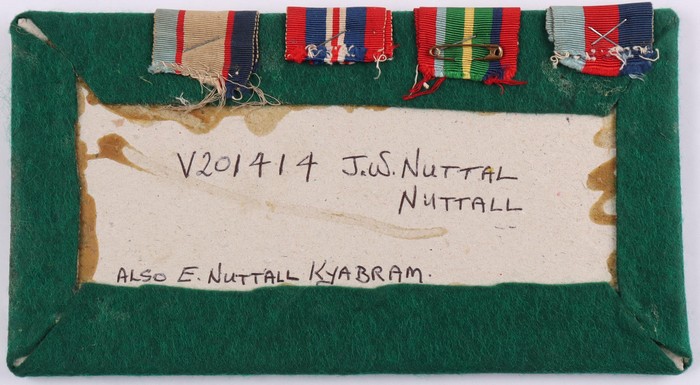 V201414 J.W. NUTTAL
NUTTALL
ALSO E. NUTTALL KYABRAM.